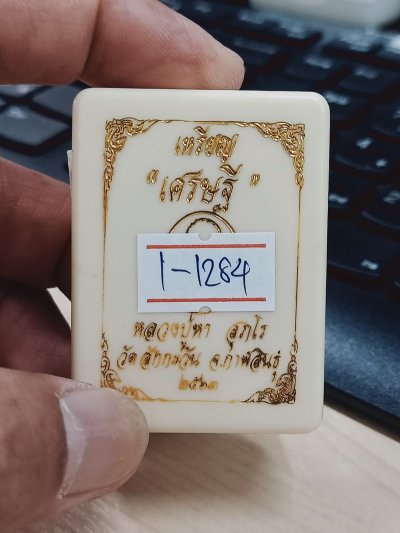 เหรียญ
"เศรษฐี"
1-1284
หลวงปู่หา สุภโร
วัดสักกะวัน จ.กาฬสินธุ์
๒๕๖๓